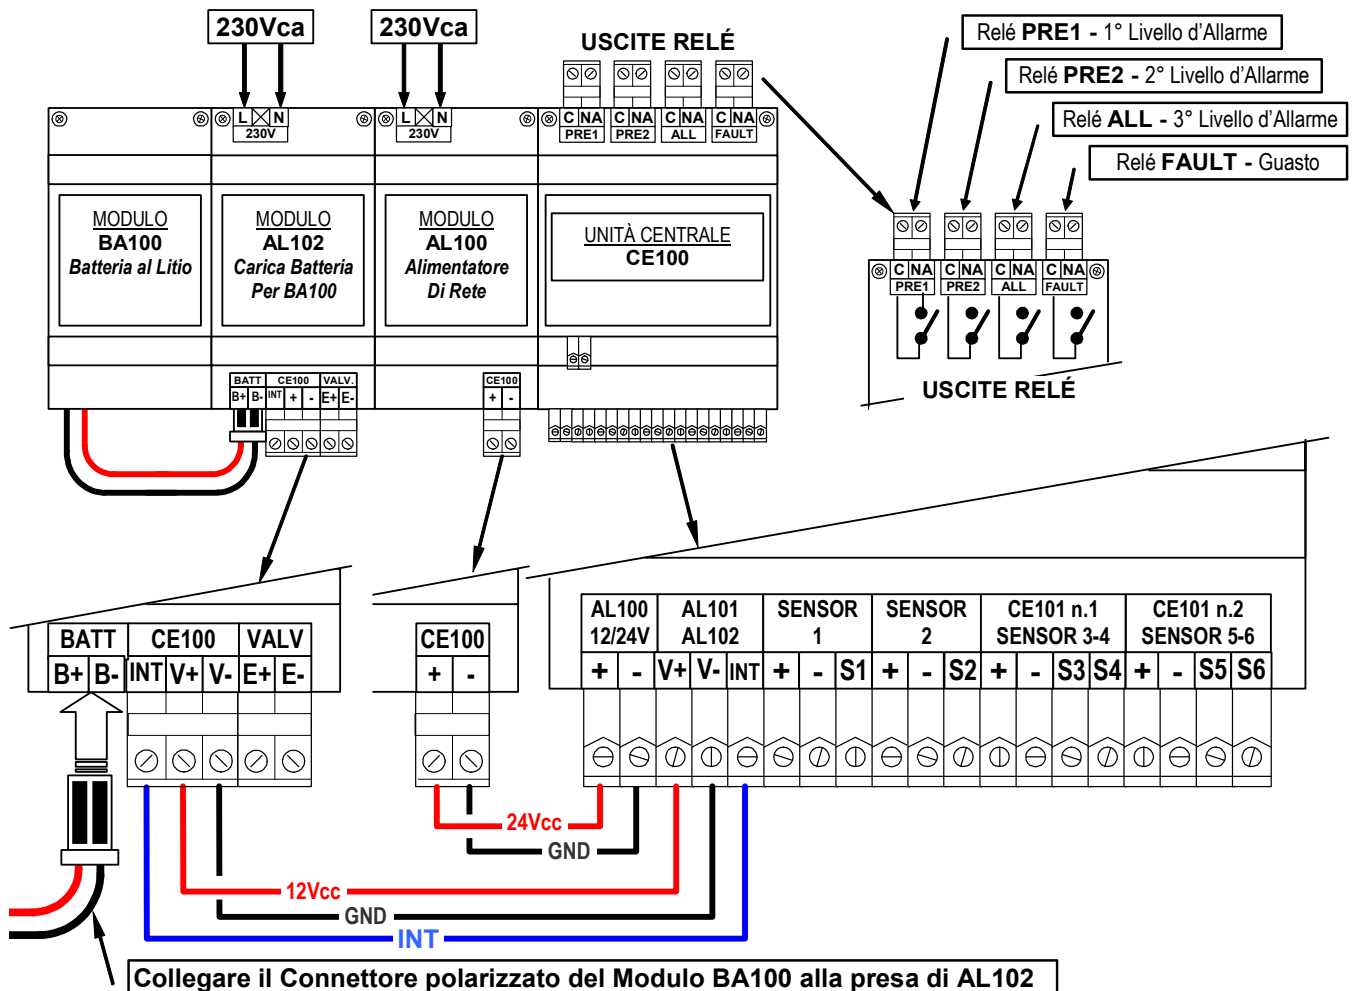 230Vca
230Vca
USCITE RELÉ
Relé PRE1 - 1° Livello d'Allarme
Relé PRE2 - 2° Livello d'Allarme
Relé ALL - 3° Livello d'Allarme
Relé FAULT - Guasto
L N
230V
L N
230V
C NA C NA C NA C NA
PRE1 PRE2 ALL FAULT
MODULO
BA100
Batteria al Litio
MODULO
AL102
Carica Batteria
Per BA100
MODULO
AL100
Alimentatore
Di Rete
UNITÀ CENTRALE
CE100
C NA C NA C NA C NA
PRE1 PRE2 ALL FAULT
USCITE RELÉ
BATT CE100 VALV.
B+ B- INT + - E+ E-
CE100
+ -
BATT CE100 VALV
B+ B- INT V+ V- E+ E-
CE100
+ -
AL100 12/24V
AL101 AL102
SENSOR 1
SENSOR 2
CE101 n.1 SENSOR 3-4
CE101 n.2 SENSOR 5-6
+ - V+ V- INT + - S1 + - S2 + - S3 S4 + - S5 S6
24Vcc
GND
12Vcc
GND
INT
Collegare il Connettore polarizzato del Modulo BA100 alla presa di AL102